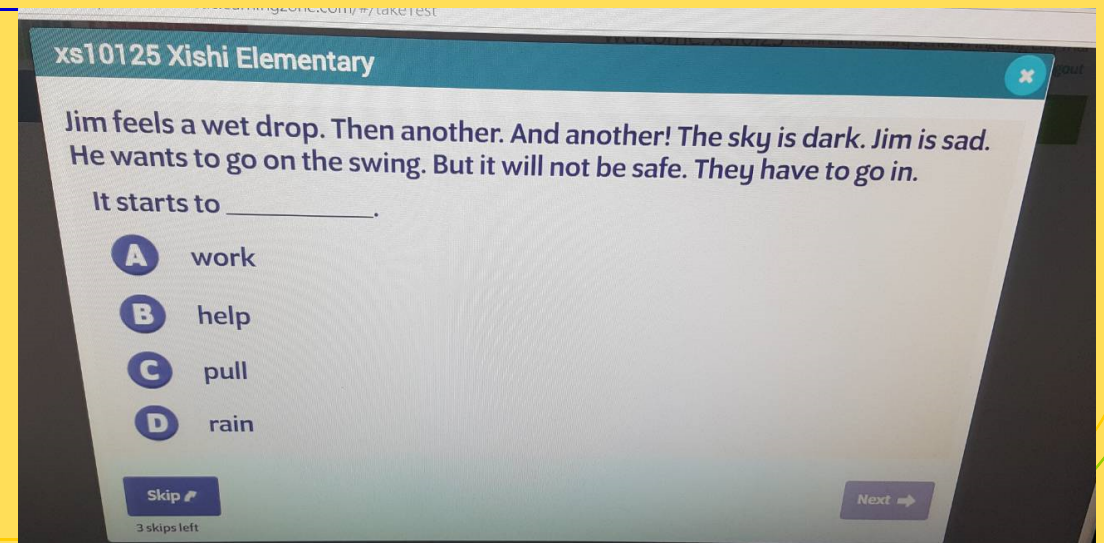 xs10125 Xishi Elementary
Jim feels a wet drop. Then another. And another! The sky is dark. Jim is sad.
He wants to go on the swing. But it will not be safe. They have to go in.
It starts to ____________.
A work
B help
C pull
D rain
Skip
3 skips left
Next